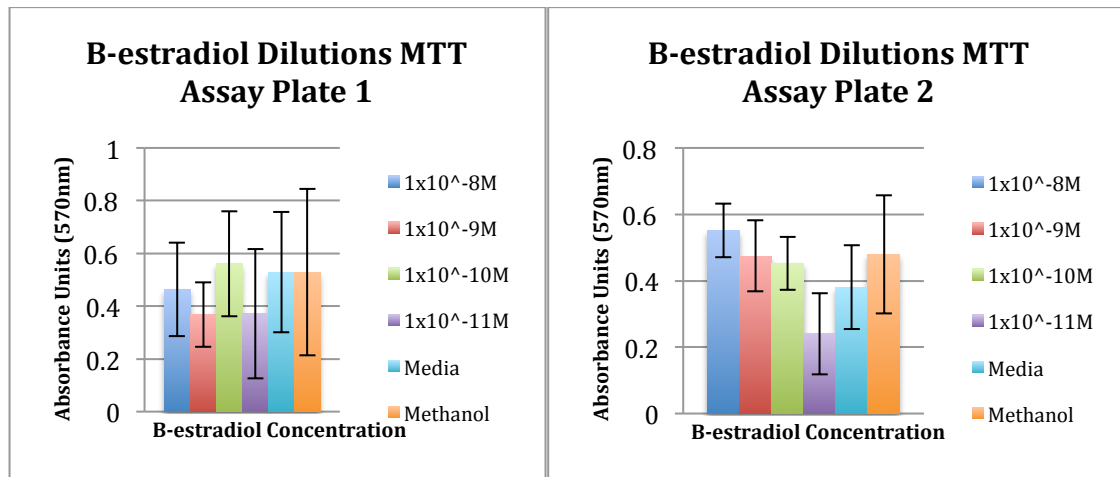 B-estradiol Dilutions MTT
Assay Plate 1
Absorbance Units (570nm)
1
0.8
0.6
0.4
0.2
0
B-estradiol Concentration
1x10^-8M
1x10^-9M
1x10^-10M
1x10^-11M
Media
Methanol
B-estradiol Dilutions MTT
Assay Plate 2
Absorbance Units (570nm)
0.8
0.6
0.4
0.2
0
B-estradiol Concentration
1x10^-8M
1x10^-9M
1x10^-10M
1x10^-11M
Media
Methanol